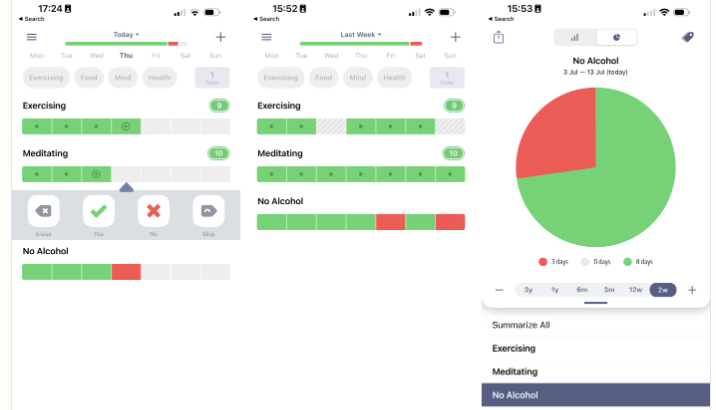 17:24
Search
Today
Mon Tue Wed Thu Fri Sat Sun
Exercising Food Mind Health 1 Today
Exercising 9
Meditating 10
Erase Yes No Skip
No Alcohol
15:52
Search
Last Week
Mon Tue Wed Thu Fri Sat Sun
Exercising Food Mind Health 1 Today
Exercising 9
Meditating 10
No Alcohol
15:53
Search
No Alcohol
3 Jul — 13 Jul (today)
3 days 0 days 8 days
3y 1y 6m 3m 12w 2w
Summarize All
Exercising
Meditating
No Alcohol